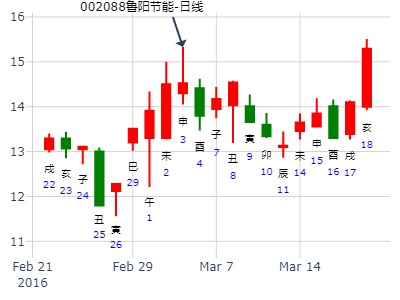 002088鲁阳节能-日线
16
15
14
13
12
11
戌
22
亥
23
子
24
丑
25
寅
26
巳
29
午
1
未
2
申
3
酉
4
子
7
丑
8
寅
9
卯
10
辰
11
未
14
申
15
酉
16
戌
17
亥
18
Feb 21
2016
Feb 29
Mar 7
Mar 14